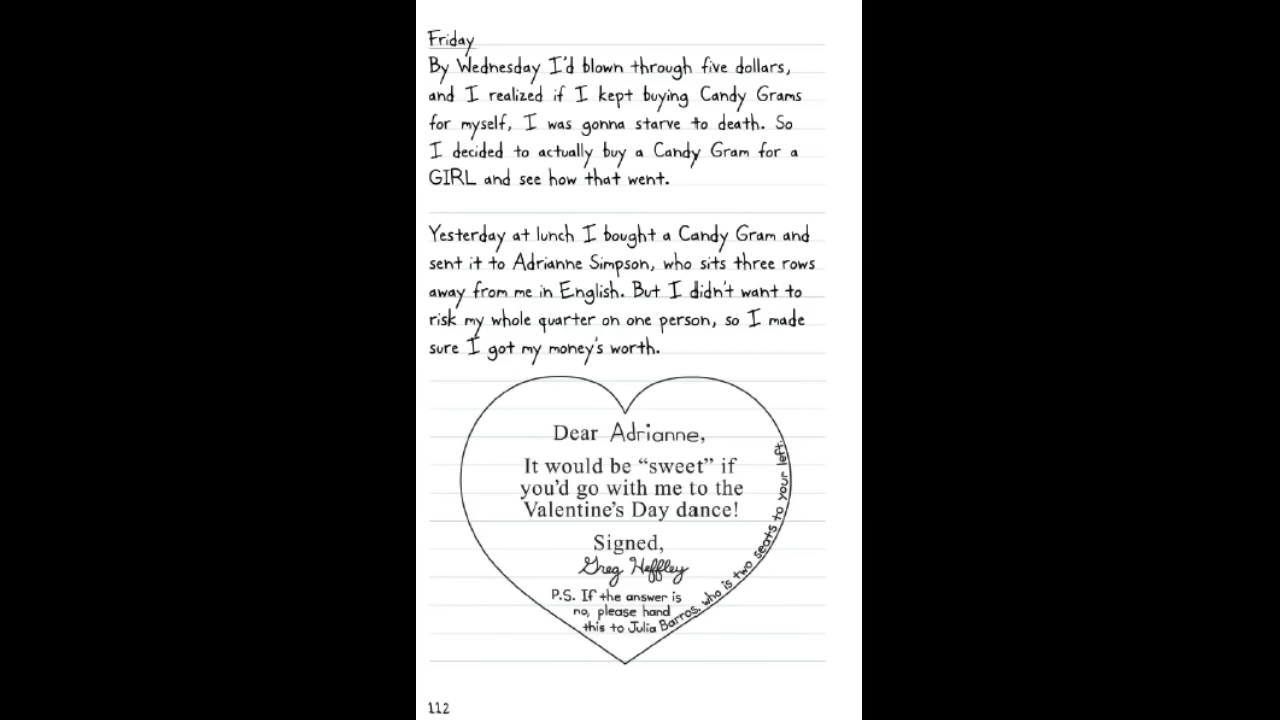 Friday
By Wednesday I'd blown through five dollars,
and I realized if I kept buying Candy Grams
for myself, I was gonna starve to death. So
I decided to actually buy a Candy Gram for a
GIRL and see how that went.
Yesterday at lunch I bought a Candy Gram and
sent it to Adrianne Simpson, who sits three rows
away from me in English. But I didn't want to
risk my whole quarter on one person, so I made
sure I got my money's worth.
Dear Adrianne,
It would be “sweet” if
you'd go with me to the
Valentine's Day dance!
Signed,
Greg Heffley
P.S. If the answer is
no, please hand
this to Julia Barros, who is two seats to your left.
112